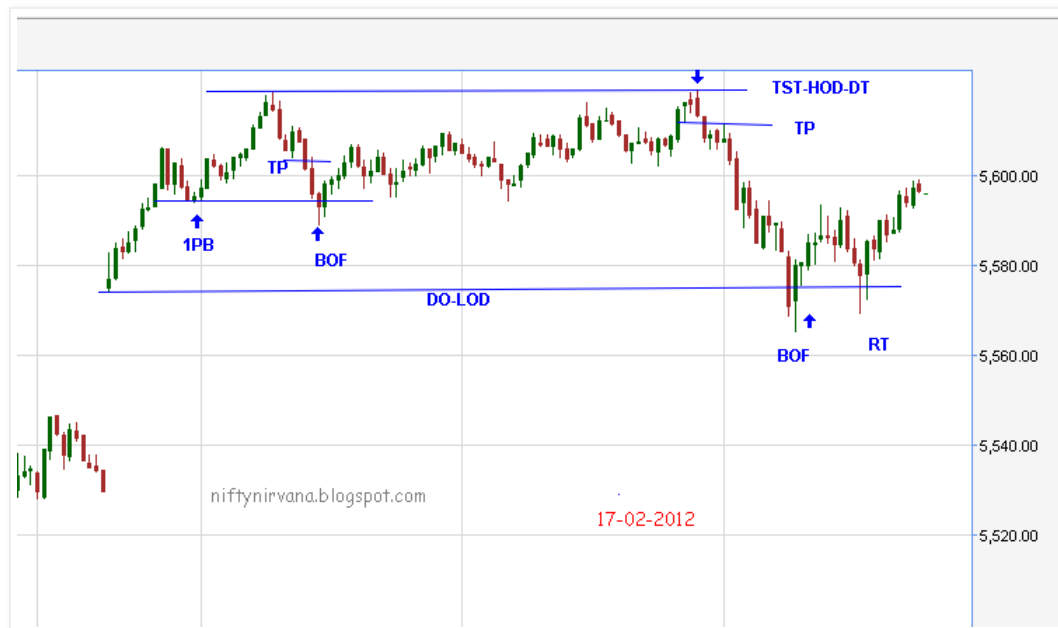 TST-HOD-DT
TP
TP
5,600.00
1PB
BOF
5,580.00
DO-LOD
BOF
RT
5,560.00
5,540.00
niftynirvana.blogspot.com
17-02-2012
5,520.00